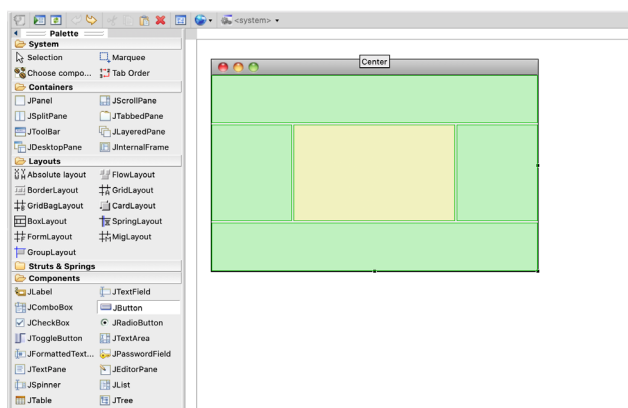 <system>
Palette
System
Selection
Marquee
Choose compo...
Tab Order
Containers
JPanel
JScrollPane
JSplitPane
JTabbedPane
JToolBar
JLayeredPane
JDesktopPane
JInternalFrame
Layouts
Absolute layout
FlowLayout
BorderLayout
GridLayout
GridBagLayout
CardLayout
BoxLayout
SpringLayout
FormLayout
MigLayout
GroupLayout
Struts & Springs
Components
JLabel
JTextField
JComboBox
JButton
JCheckBox
JRadioButton
JToggleButton
JTextArea
JFormattedText...
JPasswordField
JTextPane
JEditorPane
JSpinner
JList
JTable
JTree
Center